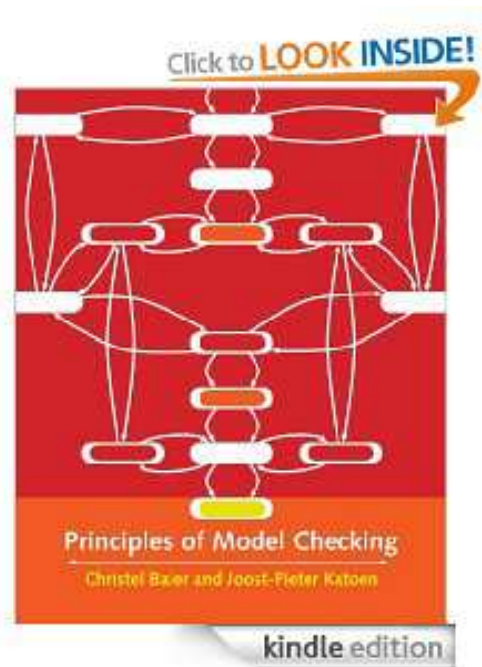 Click to LOOK INSIDE!
Principles of Model Checking
Christel Baier and Joost-Pieter Katoen
kindle edition